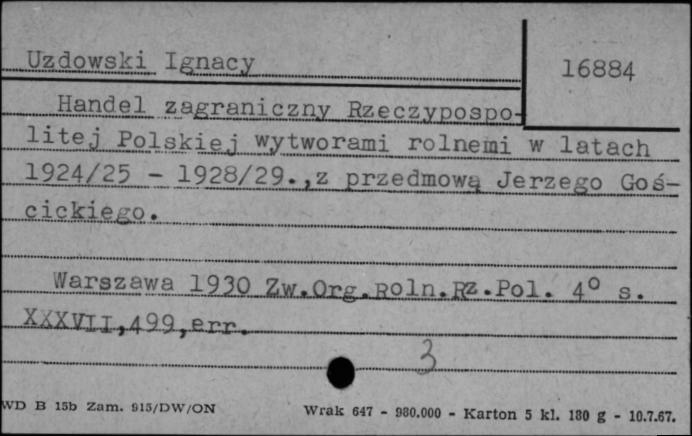 Uzdowski Ignacy
16884
Handel zagraniczny Rzeczypospo-
litej Polskiej wytworami rolnemi w latach
1924/25 - 1928/29.,z przedmową Jerzego Goś-
cickiego.
Warszawa 1930 Zw.Org.Roln.Rz.Pol. 4° s.
XXXVII,499,err.
3
WD B 15b Zam. 915/DW/ON
Wrak 647 - 980.000 - Karton 5 kl. 180 g - 10.7.67.